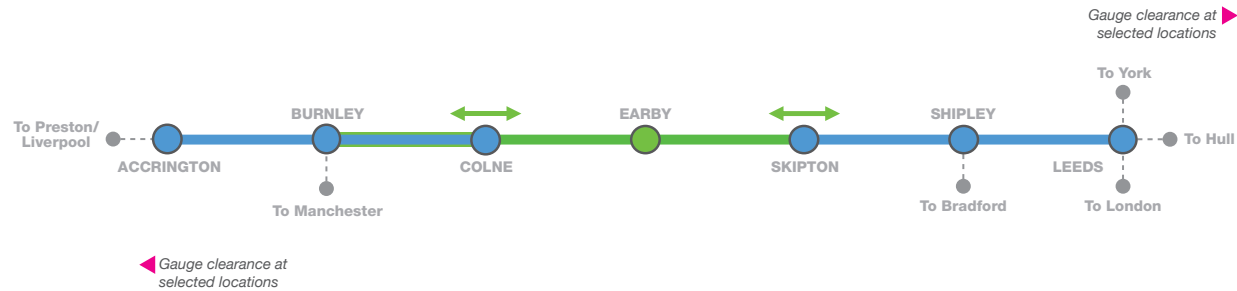 Gauge clearance at
selected locations
To York
BURNLEY
EARBY
SHIPLEY
To Preston/
Liverpool
To Hull
ACCRINGTON
COLNE
SKIPTON
LEEDS
To Manchester
To Bradford
To London
Gauge clearance at
selected locations